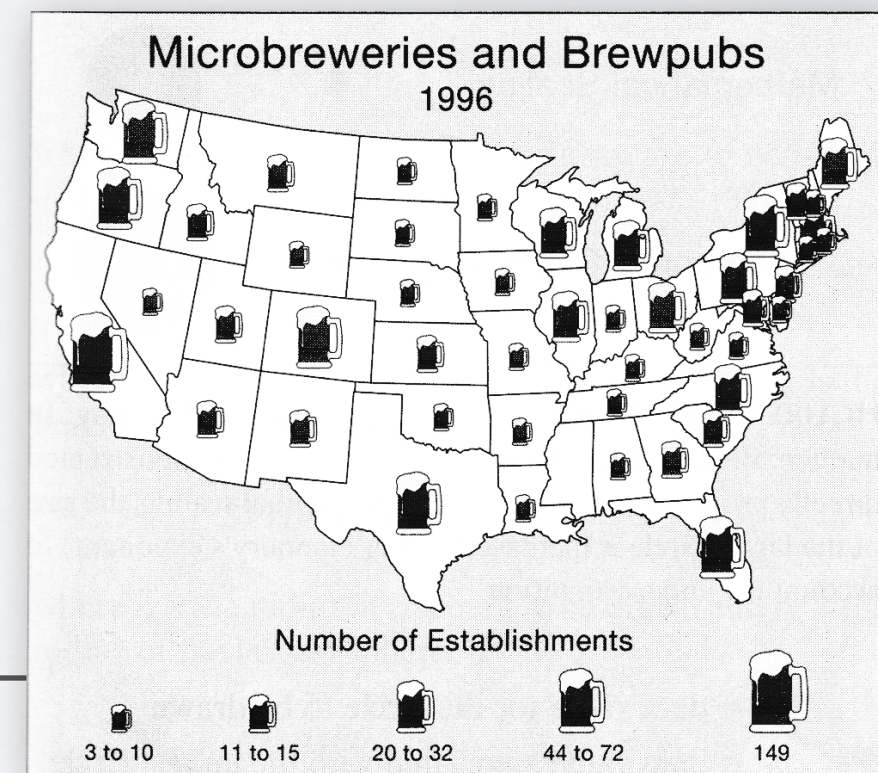 Microbreweries and Brewpubs
1996
Number of Establishments
3 to 10
11 to 15
20 to 32
44 to 72
149